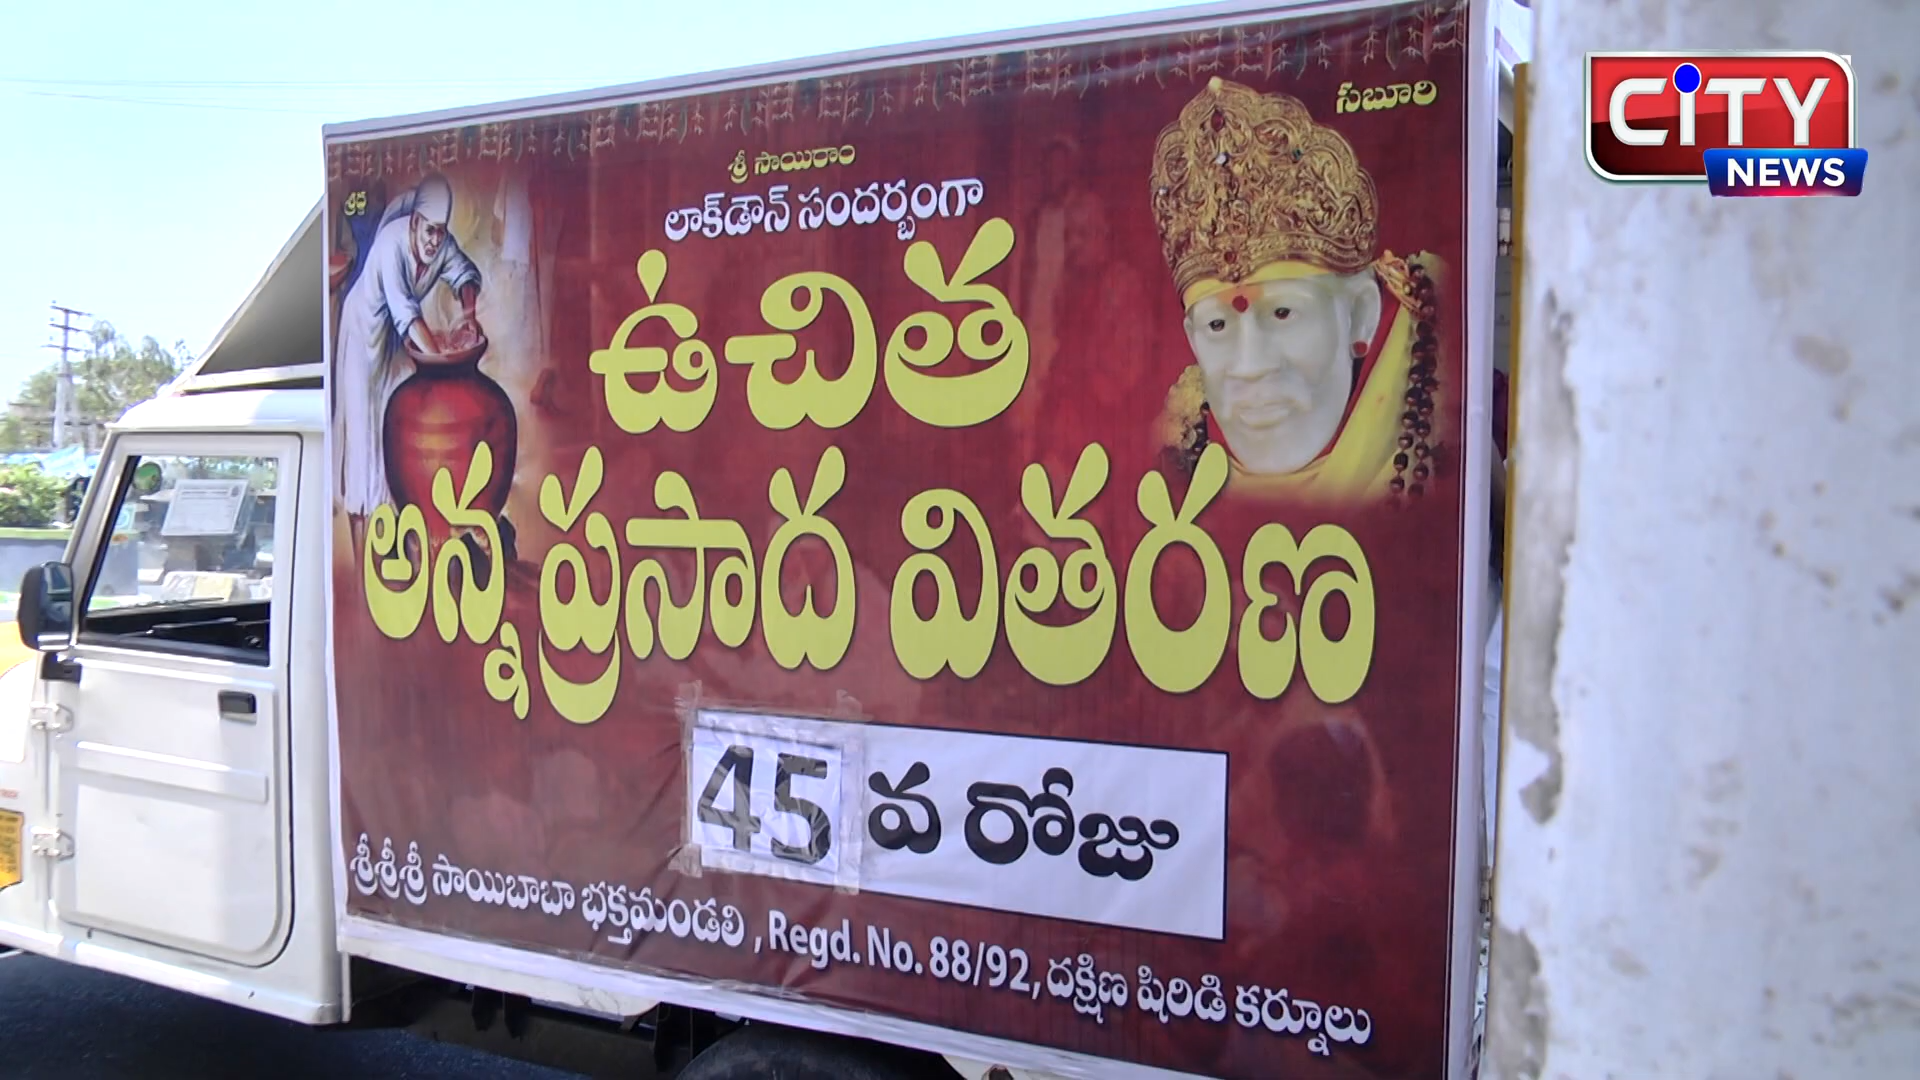 CiTY
NEWS
శ్రద్ధ
సబూరి
శ్రీ సాయిరాం
లాక్‌డౌన్ సందర్భంగా
ఉచిత
అన్నప్రసాద వితరణ
45 వ రోజు
శ్రీశ్రీశ్రీ సాయిబాబా భక్తమండలి , Regd. No. 88/92, దక్షిణ షిరిడి కర్నూలు